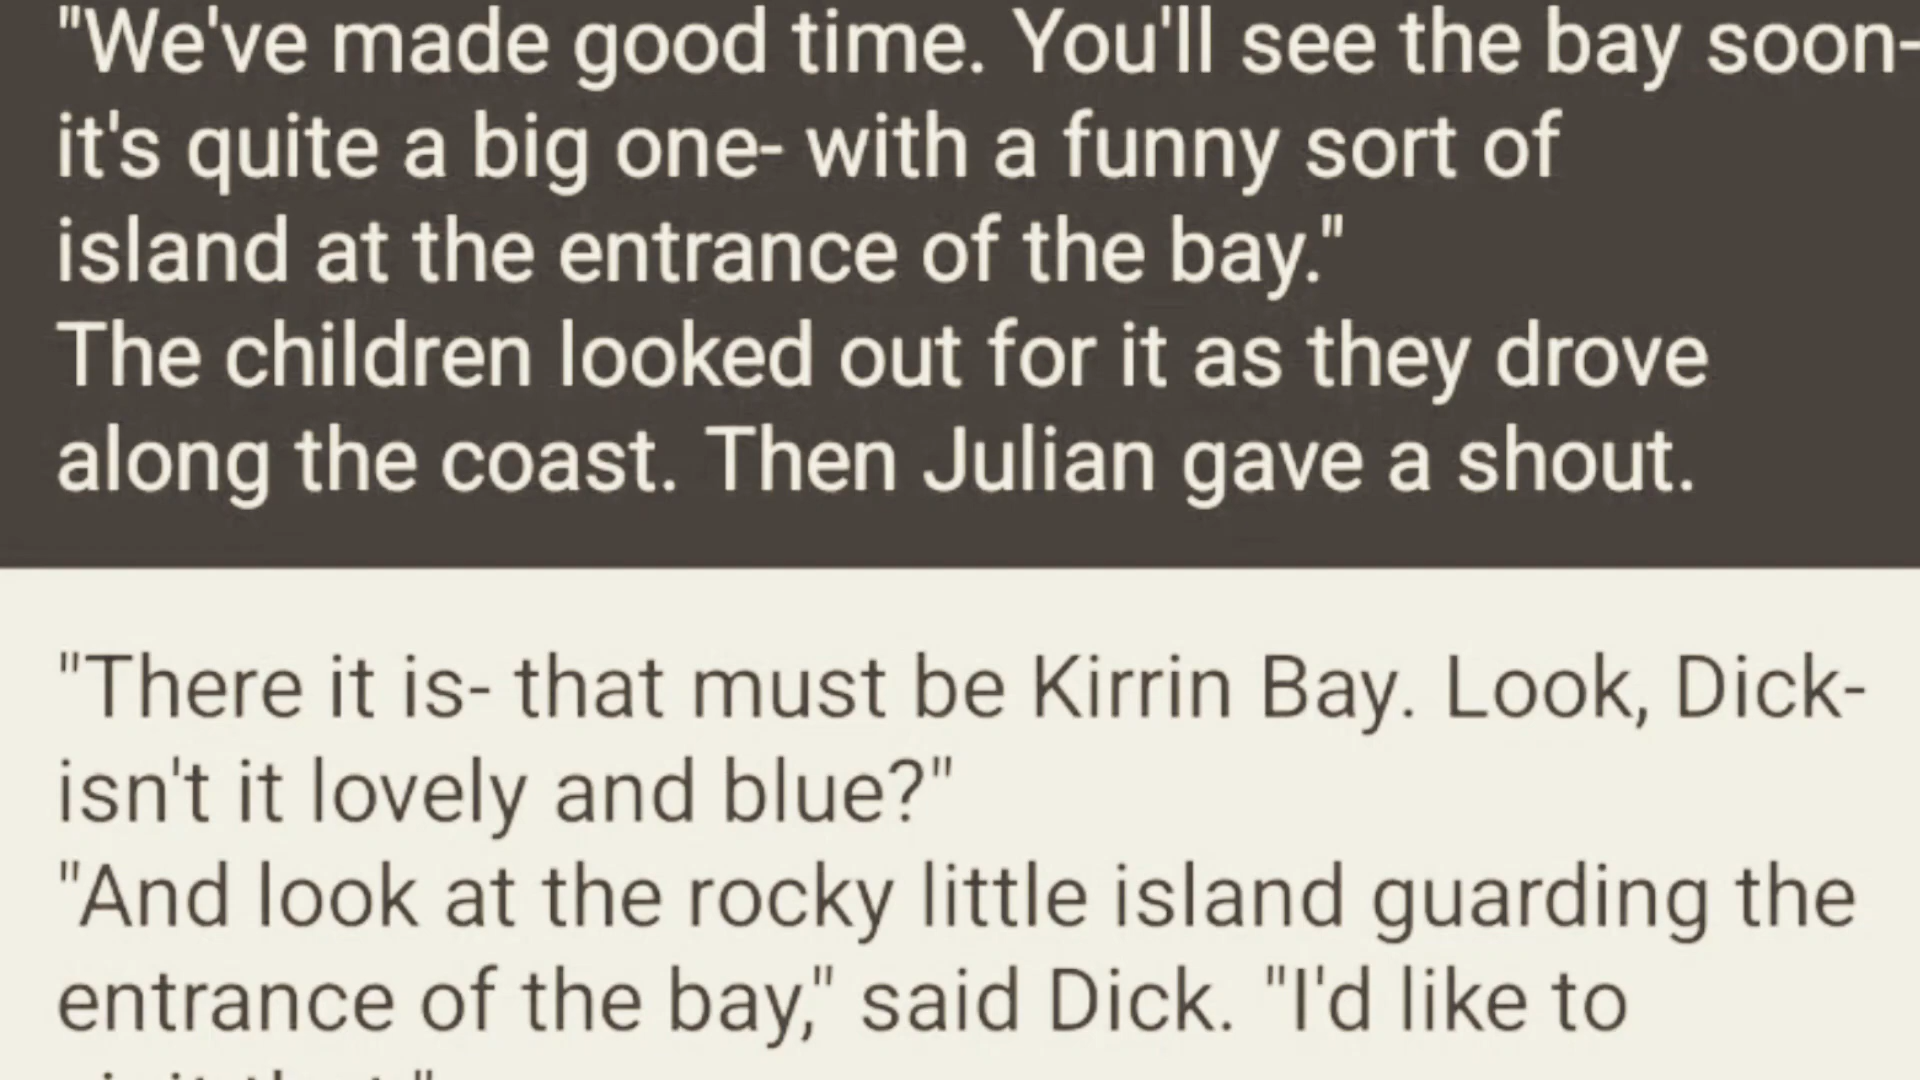 "We've made good time. You'll see the bay soon-
it's quite a big one- with a funny sort of
island at the entrance of the bay."
The children looked out for it as they drove
along the coast. Then Julian gave a shout.
"There it is- that must be Kirrin Bay. Look, Dick-
isn't it lovely and blue?"
"And look at the rocky little island guarding the
entrance of the bay," said Dick. "I'd like to